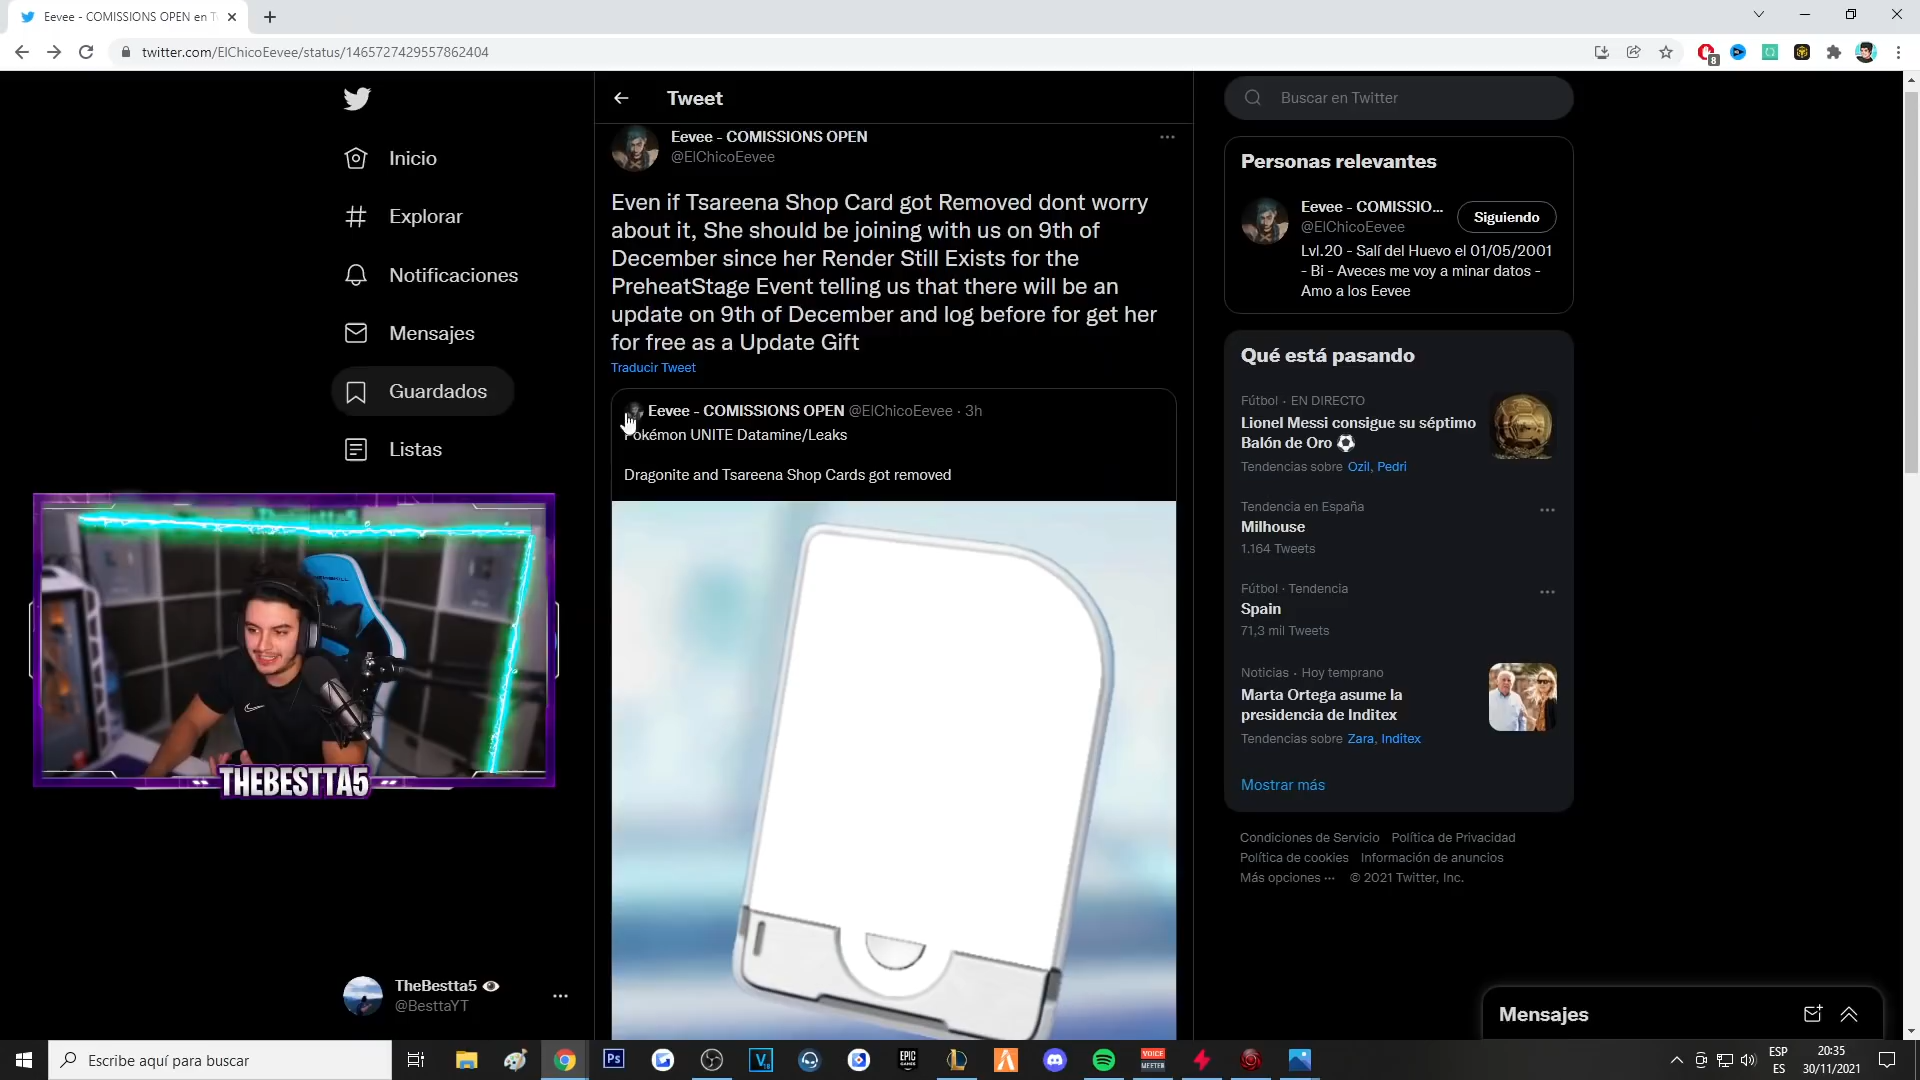 Eevee - COMISSIONS OPEN en T
twitter.com/ElChicoEevee/status/1465727429557862404
8
Tweet
Inicio
Explorar
Notificaciones
Mensajes
Guardados
Listas
Eevee - COMISSIONS OPEN
@ElChicoEevee
Even if Tsareena Shop Card got Removed dont worry
about it, She should be joining with us on 9th of
December since her Render Still Exists for the
PreheatStage Event telling us that there will be an
update on 9th of December and log before for get her
for free as a Update Gift
Traducir Tweet
Eevee - COMISSIONS OPEN @ElChicoEevee · 3h
Pokémon UNITE Datamine/Leaks
Dragonite and Tsareena Shop Cards got removed
Buscar en Twitter
Personas relevantes
Eevee - COMISSIO...
@ElChicoEevee
Siguiendo
Lvl.20 - Salí del Huevo el 01/05/2001
- Bi - Aveces me voy a minar datos -
Amo a los Eevee
Qué está pasando
Fútbol · EN DIRECTO
Lionel Messi consigue su séptimo
Balón de Oro
Tendencias sobre Ozil, Pedri
Tendencia en España
Milhouse
1.164 Tweets
Fútbol · Tendencia
Spain
71,3 mil Tweets
Noticias · Hoy temprano
Marta Ortega asume la
presidencia de Inditex
Tendencias sobre Zara, Inditex
Mostrar más
Condiciones de Servicio Política de Privacidad
Política de cookies Información de anuncios
Más opciones ··· © 2021 Twitter, Inc.
THEBESTTA5
TheBestta5
@BesttaYT
Mensajes
Escribe aquí para buscar
Ps
EPIC
GAMES
VOICE
MEETER
ESP
ES
20:35
30/11/2021